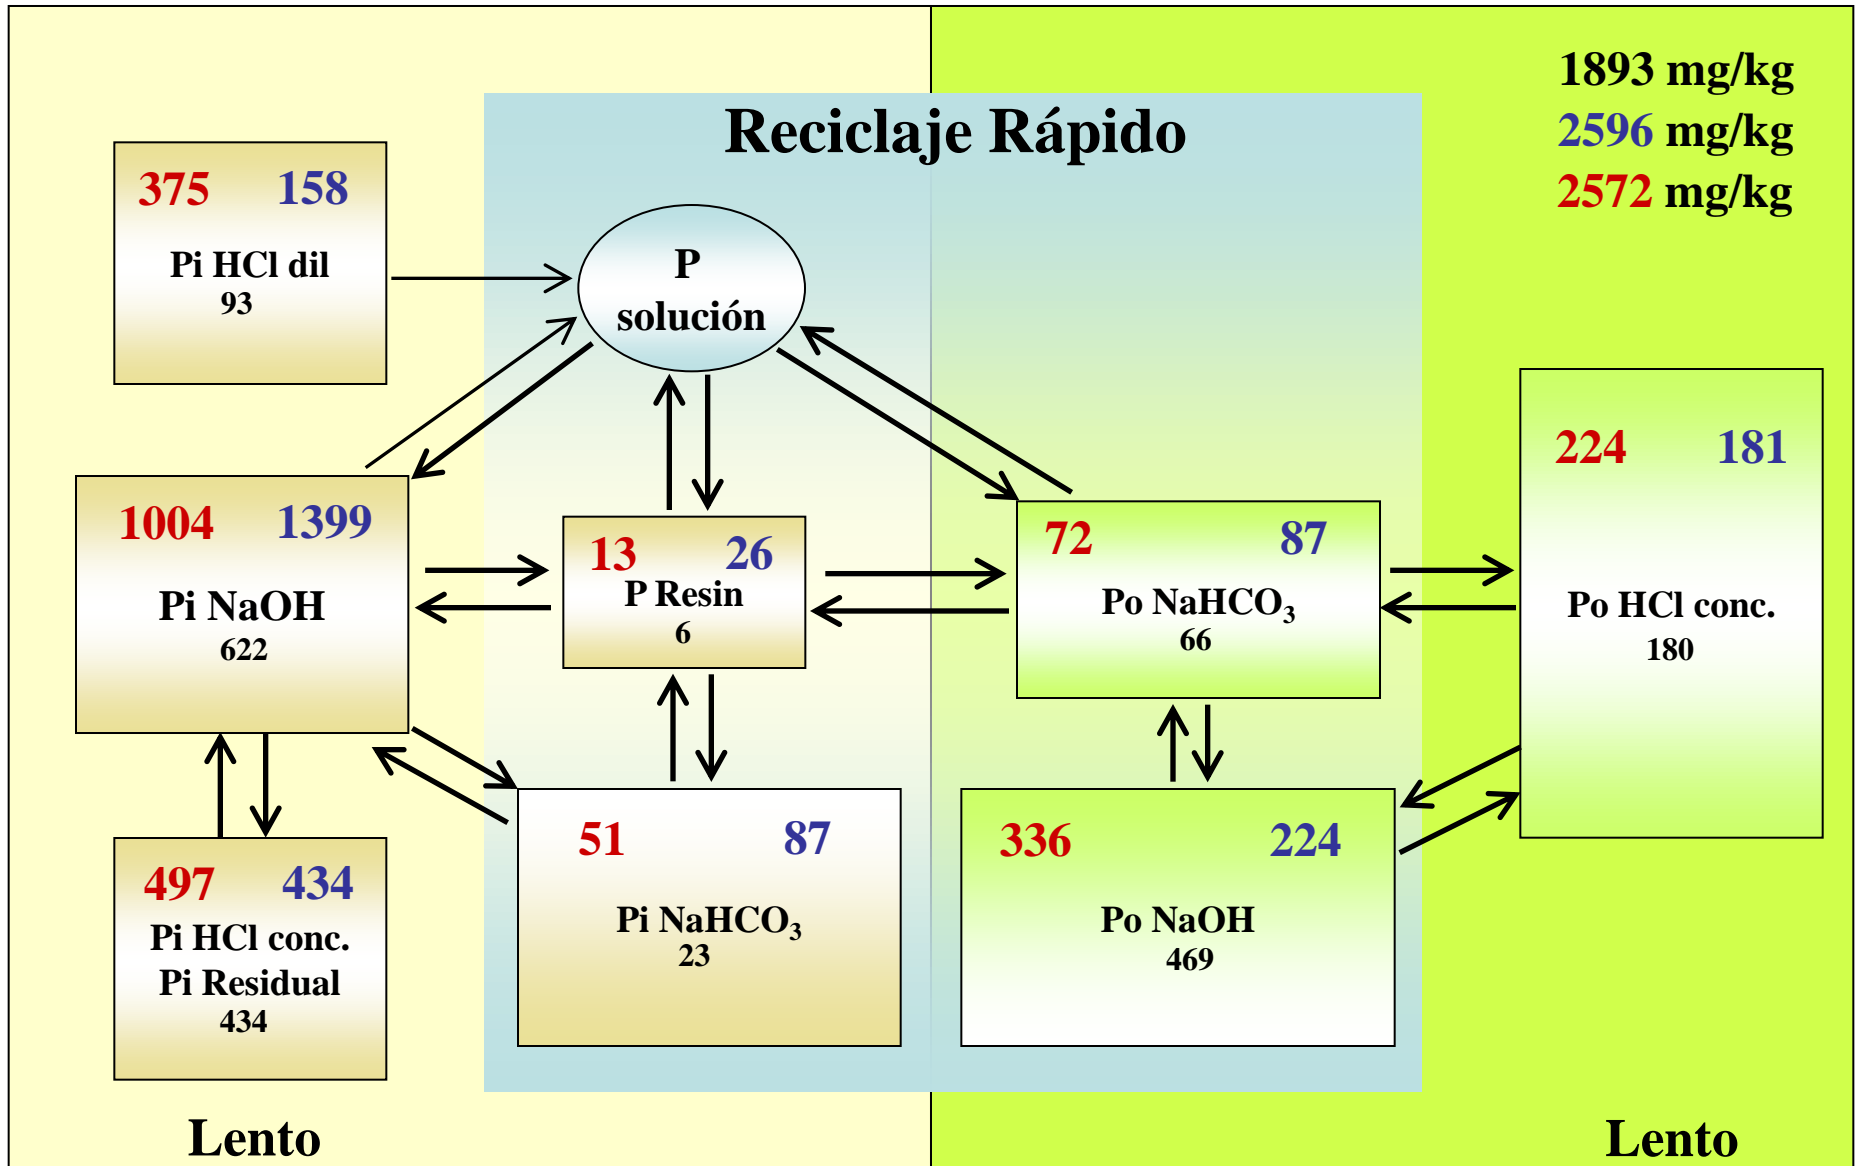 1893 mg/kg
2596 mg/kg
2572 mg/kg
Reciclaje Rápido
375 158
Pi HCl dil
93
P
solución
224 181
Po HCl conc.
180
1004 1399
Pi NaOH
622
13 26
P Resin
6
72 87
Po NaHCO₃
66
497 434
Pi HCl conc.
Pi Residual
434
51 87
Pi NaHCO₃
23
336 224
Po NaOH
469
Lento
Lento